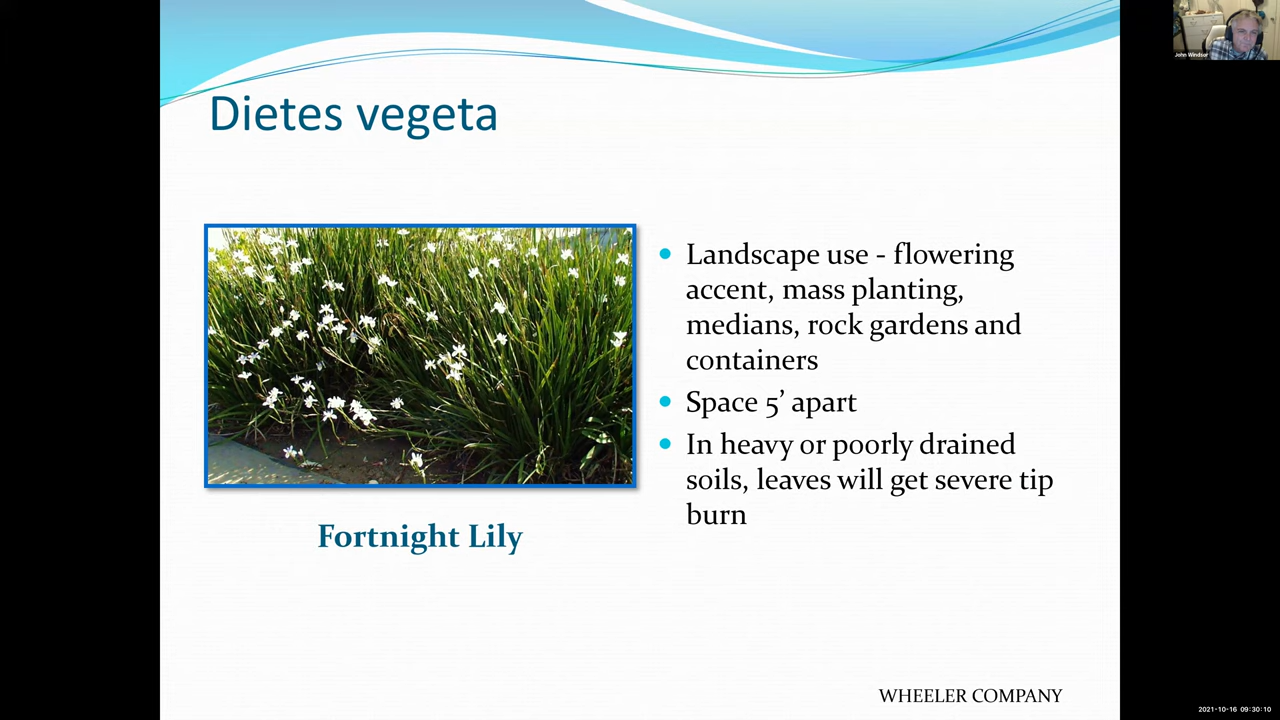 John Windsor
Dietes vegeta
Landscape use - flowering
accent, mass planting,
medians, rock gardens and
containers
Space 5’ apart
In heavy or poorly drained
soils, leaves will get severe tip
burn
Fortnight Lily
WHEELER COMPANY
2021-10-16 09:30:10